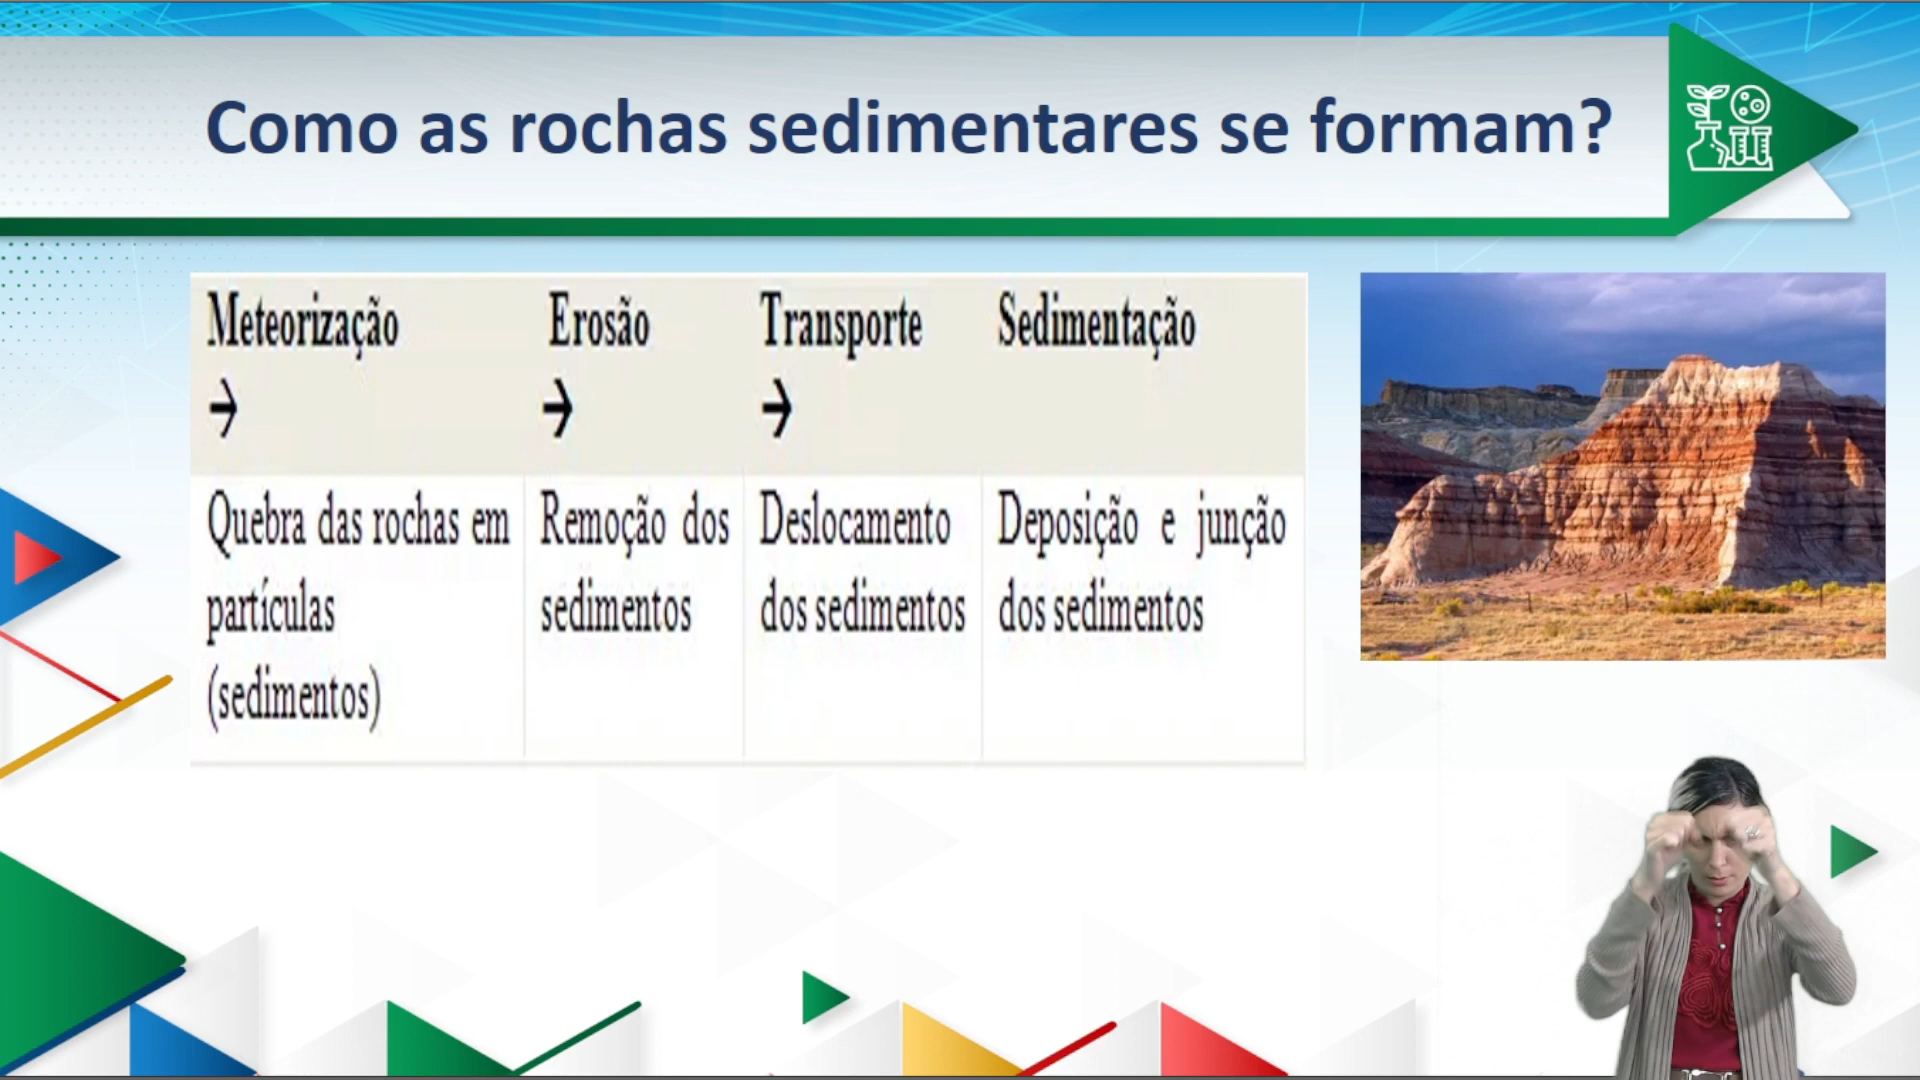 Como as rochas sedimentares se formam?
Meteorização
→
Erosão
→
Transporte
→
Sedimentação
Quebra das rochas em
partículas
(sedimentos)
Remoção dos
sedimentos
Deslocamento
dos sedimentos
Deposição e junção
dos sedimentos